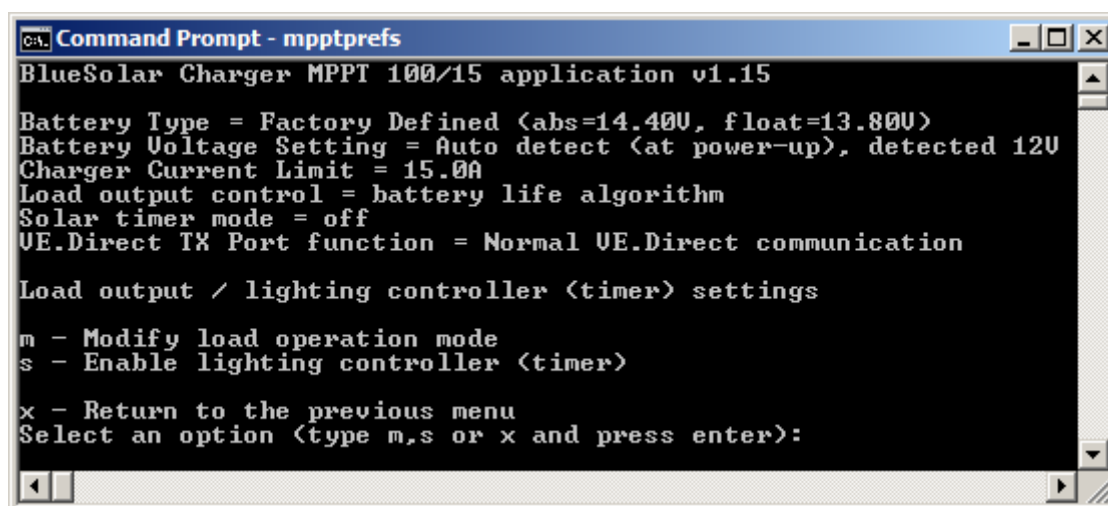 Command Prompt - mpptprefs
BlueSolar Charger MPPT 100/15 application v1.15
Battery Type = Factory Defined (abs=14.40V, float=13.80V)
Battery Voltage Setting = Auto detect (at power-up), detected 12V
Charger Current Limit = 15.0A
Load output control = battery life algorithm
Solar timer mode = off
VE.Direct TX Port function = Normal VE.Direct communication
Load output / lighting controller (timer) settings
m - Modify load operation mode
s - Enable lighting controller (timer)
x - Return to the previous menu
Select an option (type m,s or x and press enter):